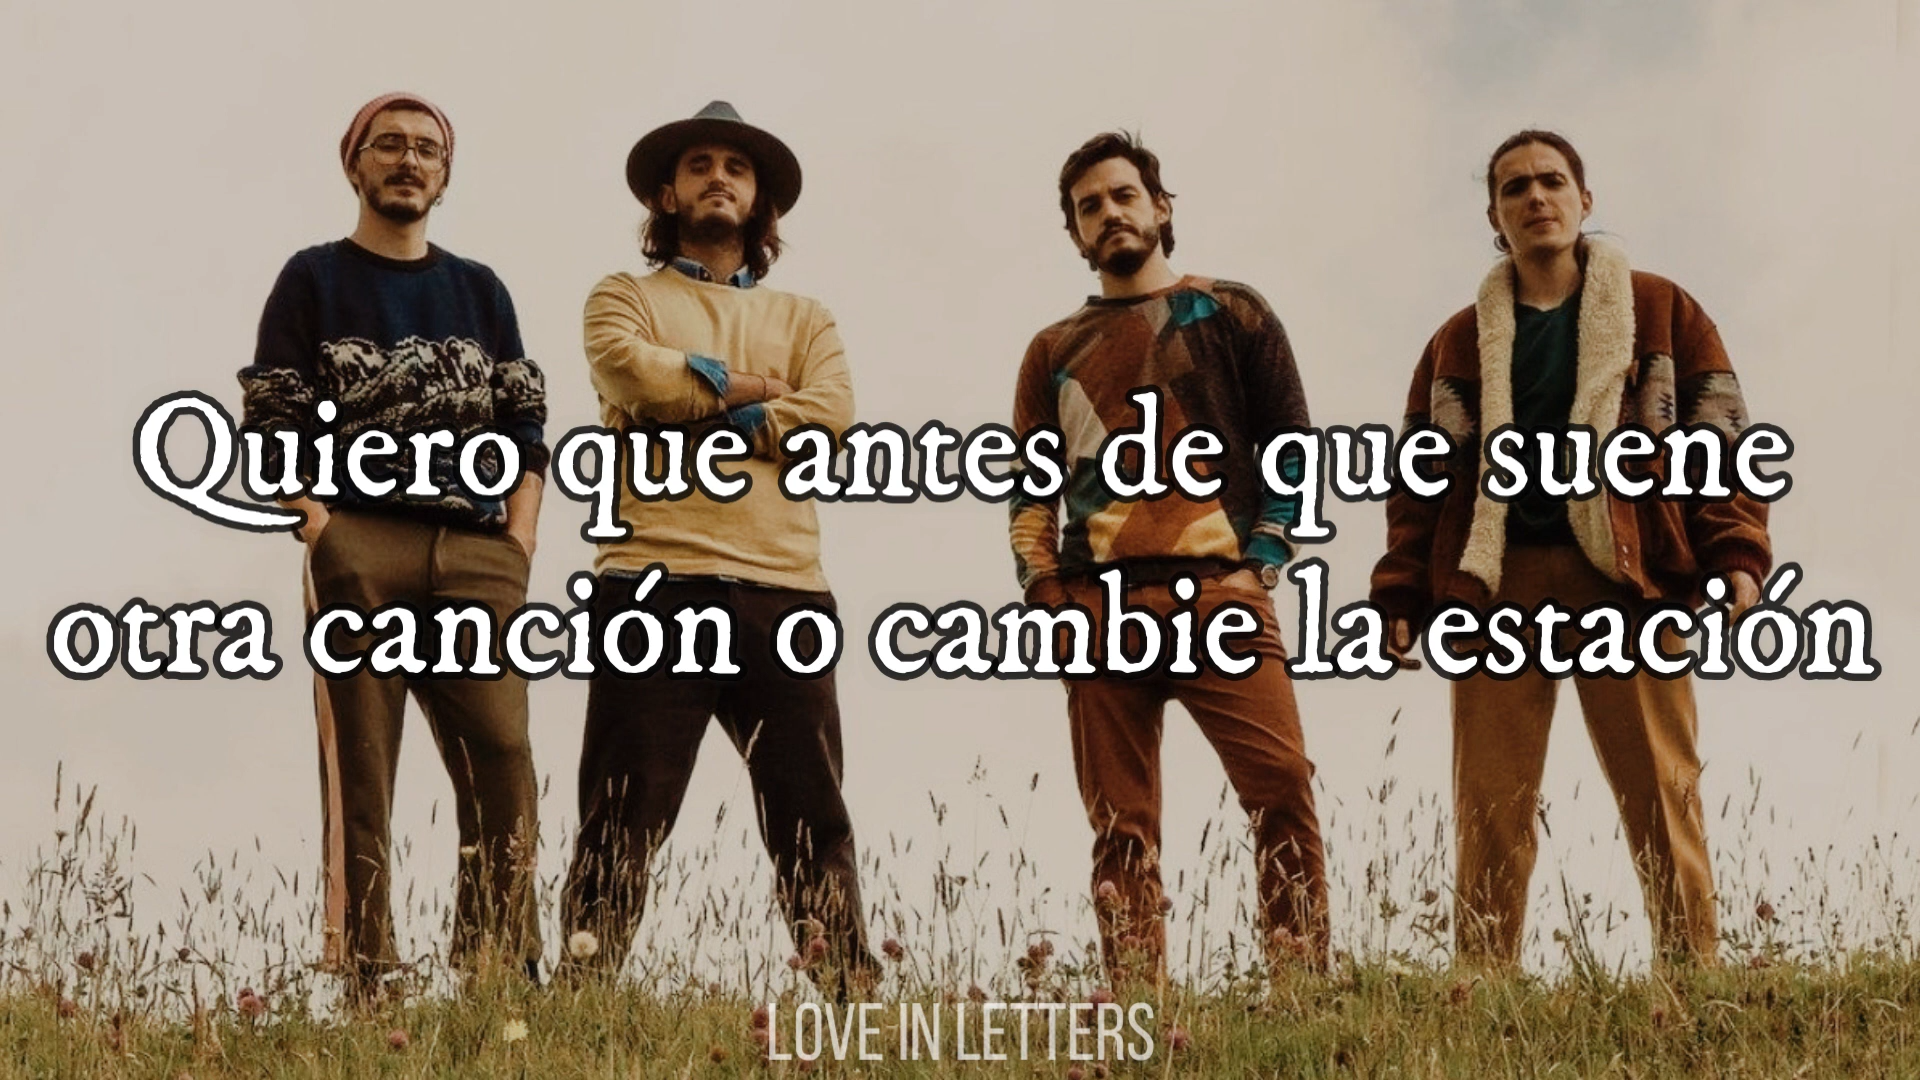 Quiero que antes de que suene
otra canción o cambie la estación
LOVE IN LETTERS